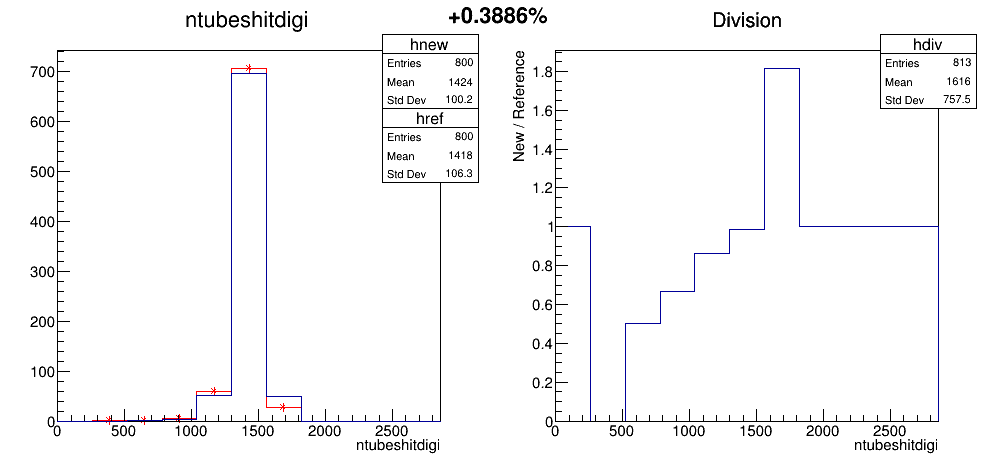 ntubeshitdigi
+0.3886%
Division
hnew
Entries 800
Mean 1424
Std Dev 100.2
href
Entries 800
Mean 1418
Std Dev 106.3
700
600
500
400
300
200
100
0
0 500 1000 1500 2000 2500
ntubeshitdigi
hdiv
Entries 813
Mean 1616
Std Dev 757.5
New / Reference
1.8
1.6
1.4
1.2
1
0.8
0.6
0.4
0.2
0
0 500 1000 1500 2000 2500
ntubeshitdigi